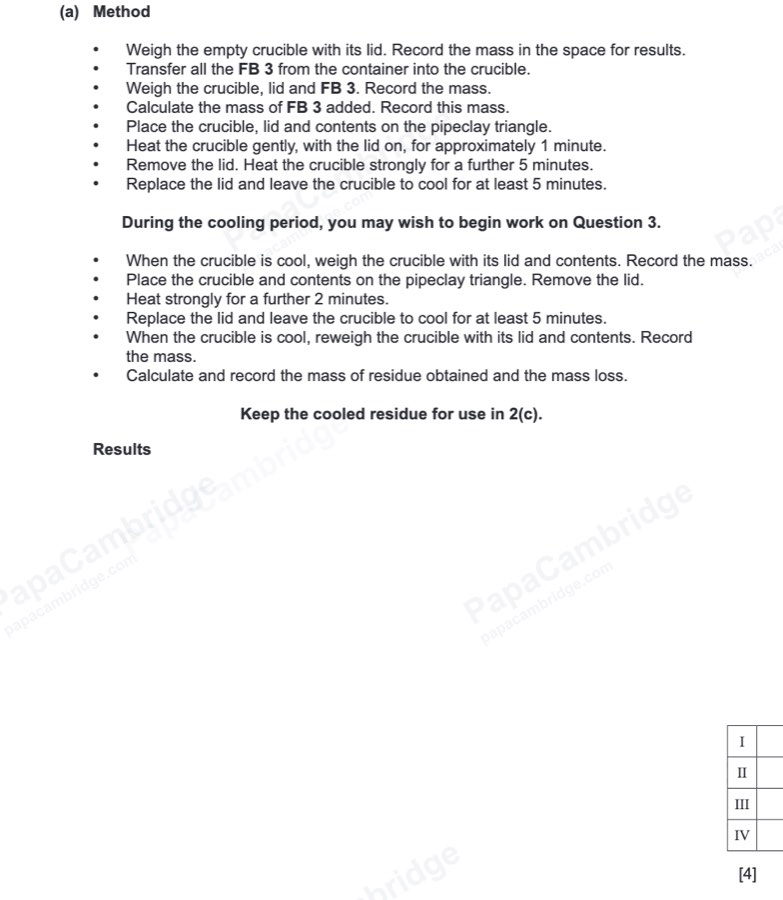 (a) Method
• Weigh the empty crucible with its lid. Record the mass in the space for results.
• Transfer all the FB 3 from the container into the crucible.
• Weigh the crucible, lid and FB 3. Record the mass.
• Calculate the mass of FB 3 added. Record this mass.
• Place the crucible, lid and contents on the pipeclay triangle.
• Heat the crucible gently, with the lid on, for approximately 1 minute.
• Remove the lid. Heat the crucible strongly for a further 5 minutes.
• Replace the lid and leave the crucible to cool for at least 5 minutes.
During the cooling period, you may wish to begin work on Question 3.
• When the crucible is cool, weigh the crucible with its lid and contents. Record the mass.
• Place the crucible and contents on the pipeclay triangle. Remove the lid.
• Heat strongly for a further 2 minutes.
• Replace the lid and leave the crucible to cool for at least 5 minutes.
• When the crucible is cool, reweigh the crucible with its lid and contents. Record
the mass.
• Calculate and record the mass of residue obtained and the mass loss.
Keep the cooled residue for use in 2(c).
Results
PapaCambridge
papacambridge.com
PapaCambridge
papacambridge.com
I
II
III
IV
[4]